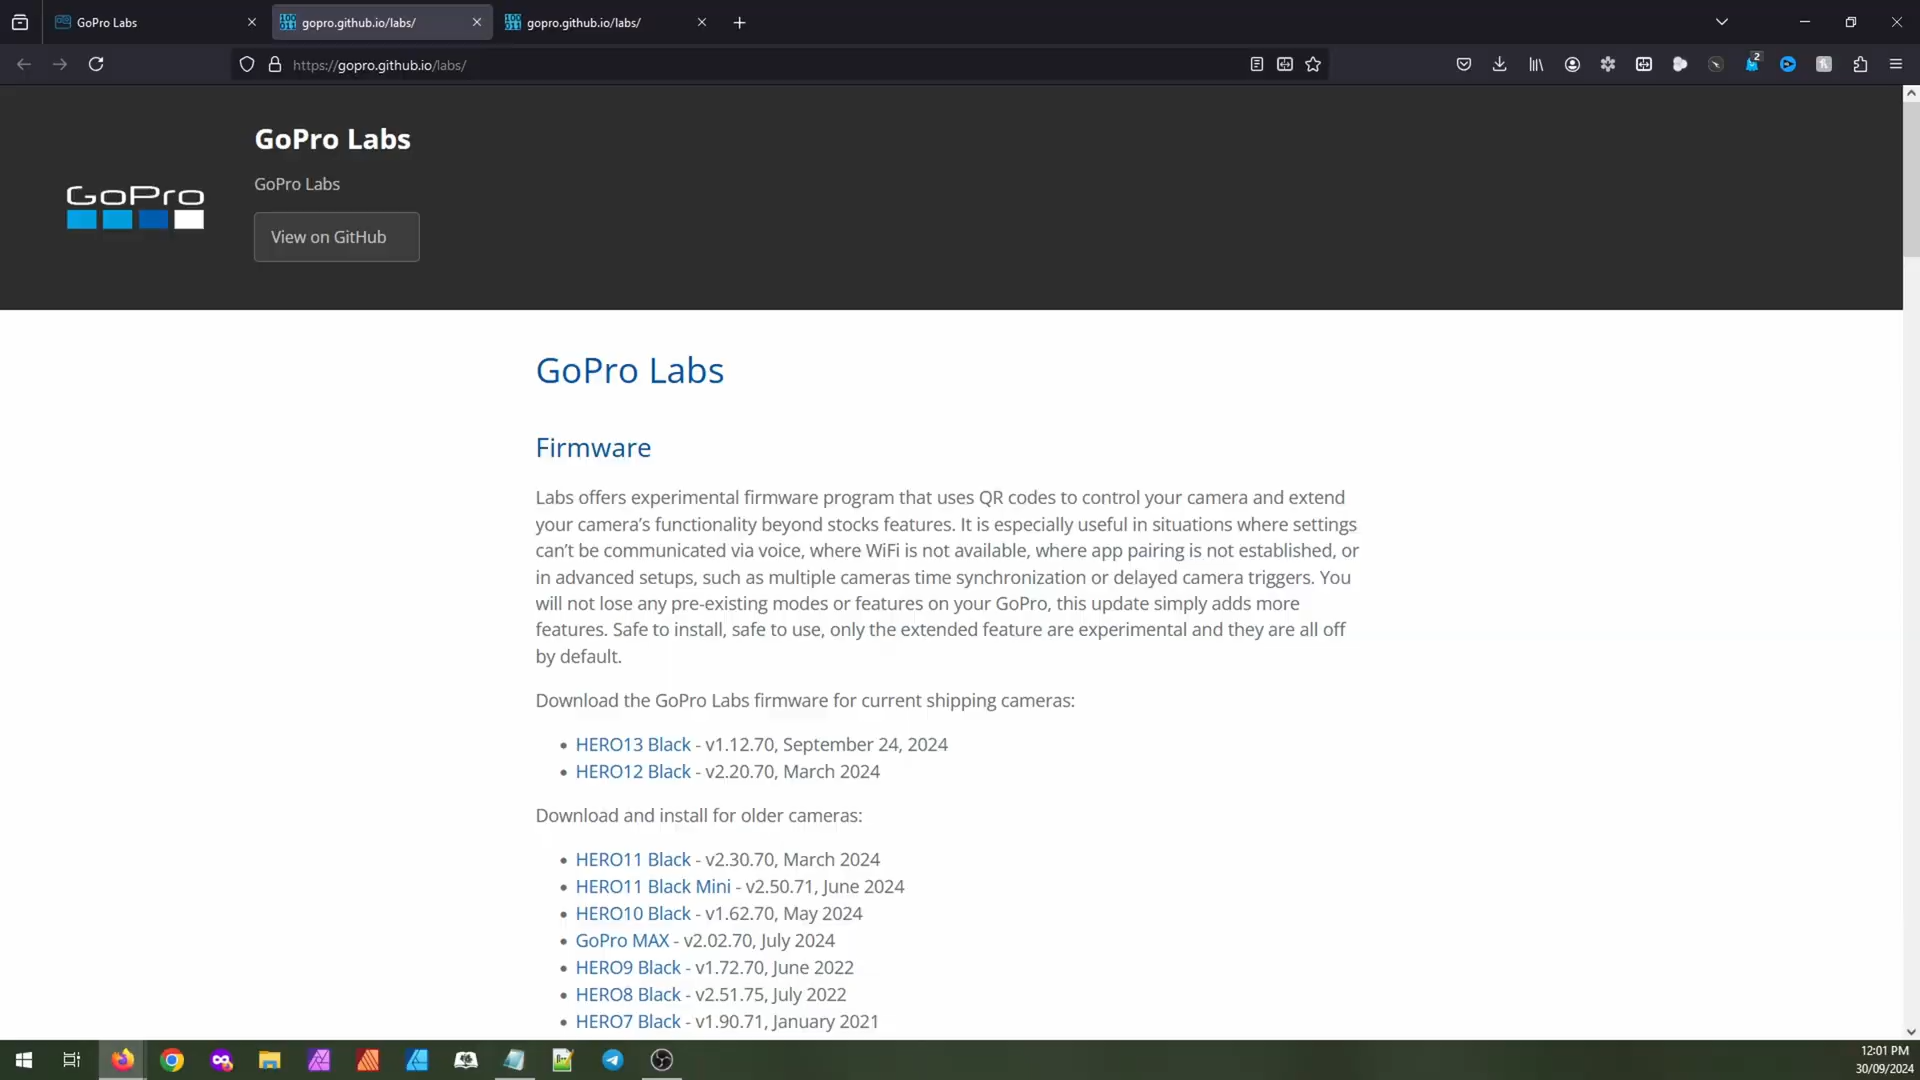 GoPro Labs
gopro.github.io/labs/
gopro.github.io/labs/
https://gopro.github.io/labs/
2
GoPro
GoPro Labs
GoPro Labs
View on GitHub
GoPro Labs
Firmware
Labs offers experimental firmware program that uses QR codes to control your camera and extend
your camera’s functionality beyond stocks features. It is especially useful in situations where settings
can’t be communicated via voice, where WiFi is not available, where app pairing is not established, or
in advanced setups, such as multiple cameras time synchronization or delayed camera triggers. You
will not lose any pre-existing modes or features on your GoPro, this update simply adds more
features. Safe to install, safe to use, only the extended feature are experimental and they are all off
by default.
Download the GoPro Labs firmware for current shipping cameras:
• HERO13 Black - v1.12.70, September 24, 2024
• HERO12 Black - v2.20.70, March 2024
Download and install for older cameras:
• HERO11 Black - v2.30.70, March 2024
• HERO11 Black Mini - v2.50.71, June 2024
• HERO10 Black - v1.62.70, May 2024
• GoPro MAX - v2.02.70, July 2024
• HERO9 Black - v1.72.70, June 2022
• HERO8 Black - v2.51.75, July 2022
• HERO7 Black - v1.90.71, January 2021
12:01 PM
30/09/2024